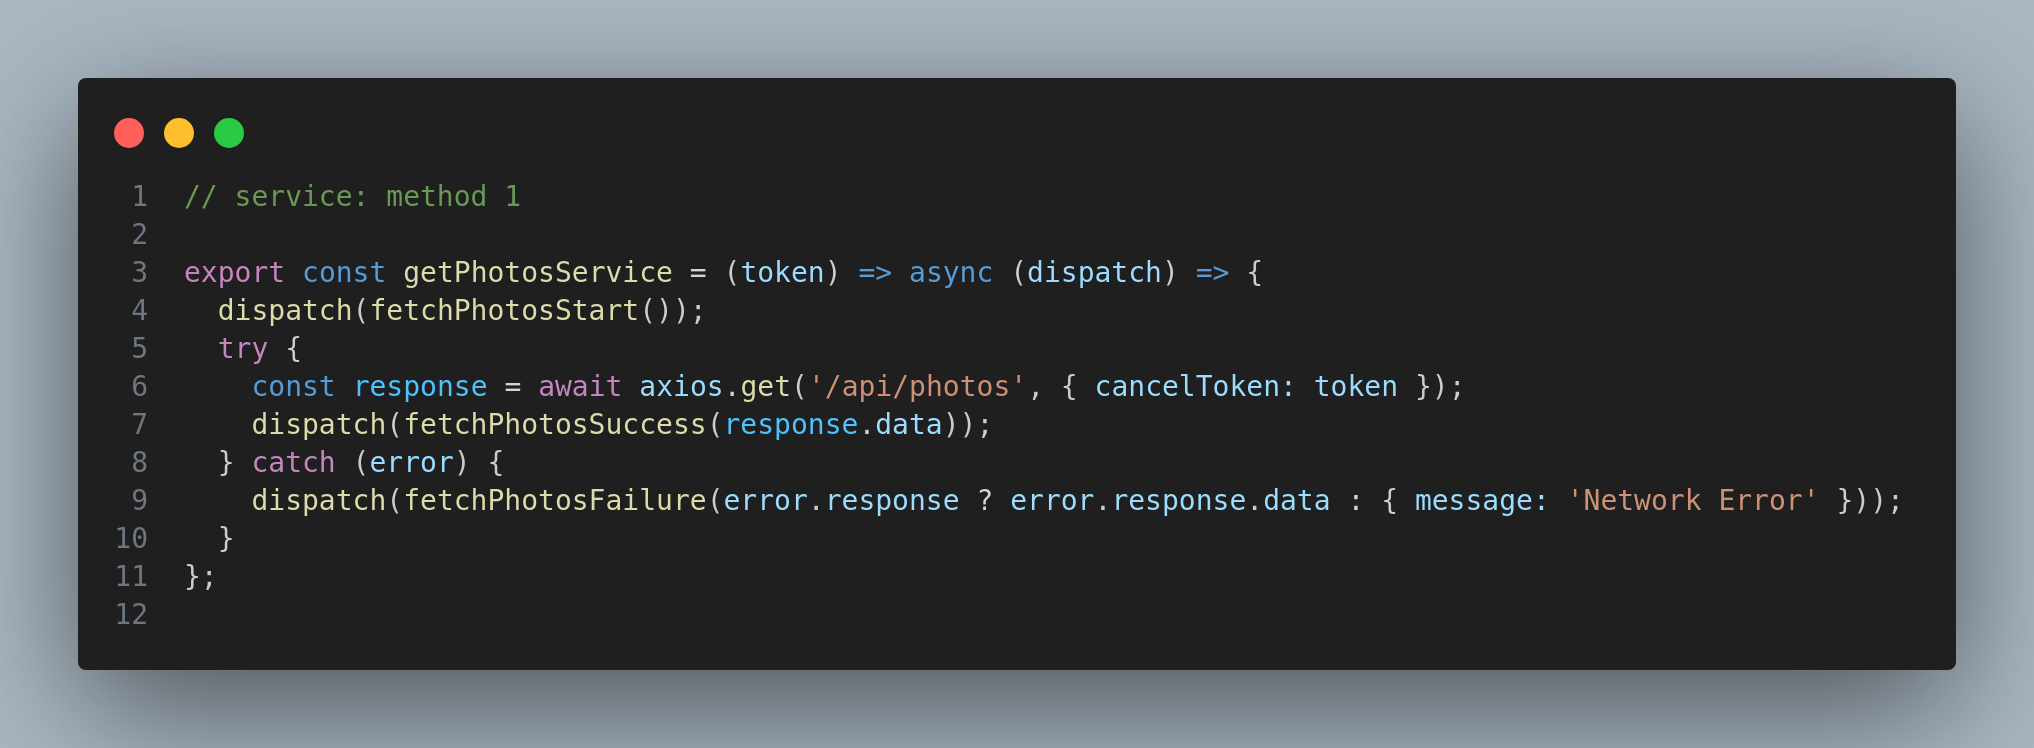 1 // service: method 1
2
3 export const getPhotosService = (token) => async (dispatch) => {
4   dispatch(fetchPhotosStart());
5   try {
6     const response = await axios.get('/api/photos', { cancelToken: token });
7     dispatch(fetchPhotosSuccess(response.data));
8   } catch (error) {
9     dispatch(fetchPhotosFailure(error.response ? error.response.data : { message: 'Network Error' }));
10   }
11 };
12